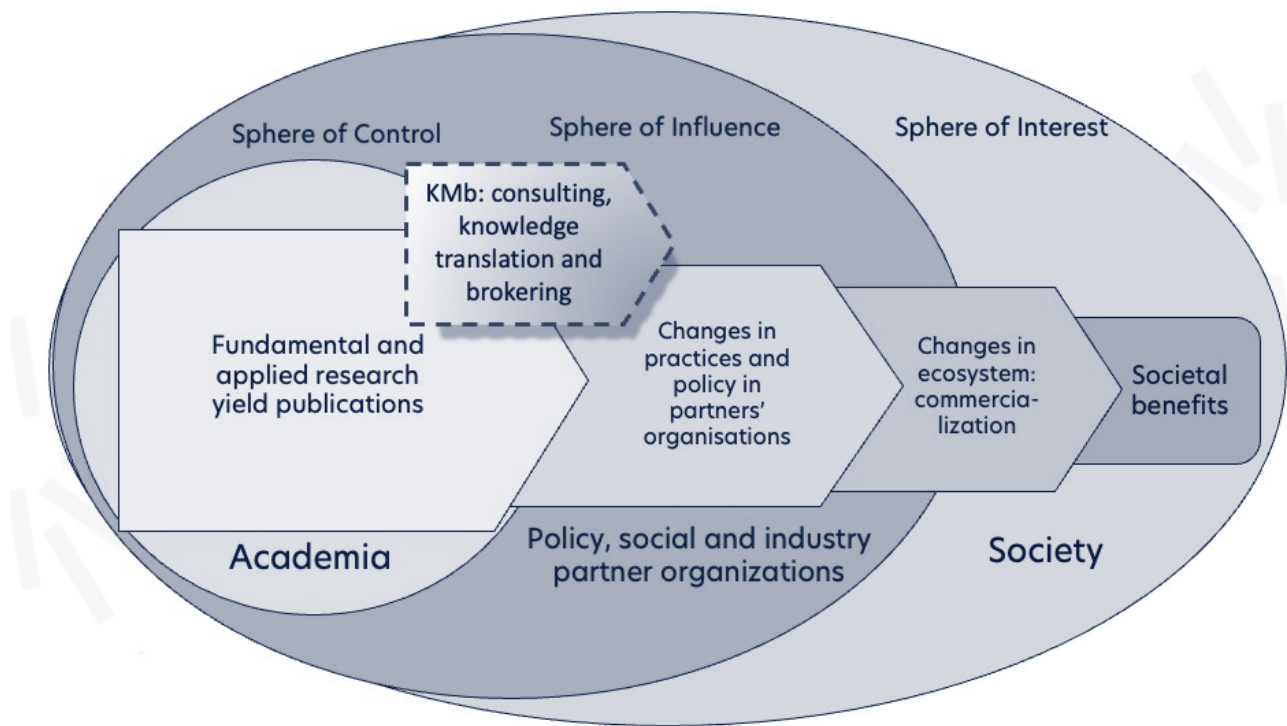 Sphere of Control
Sphere of Influence
Sphere of Interest
KMb: consulting,
knowledge
translation and
brokering
Fundamental and
applied research
yield publications
Changes in
practices and
policy in
partners’
organisations
Changes in
ecosystem:
commercia-
lization
Societal
benefits
Academia
Policy, social and industry
partner organizations
Society